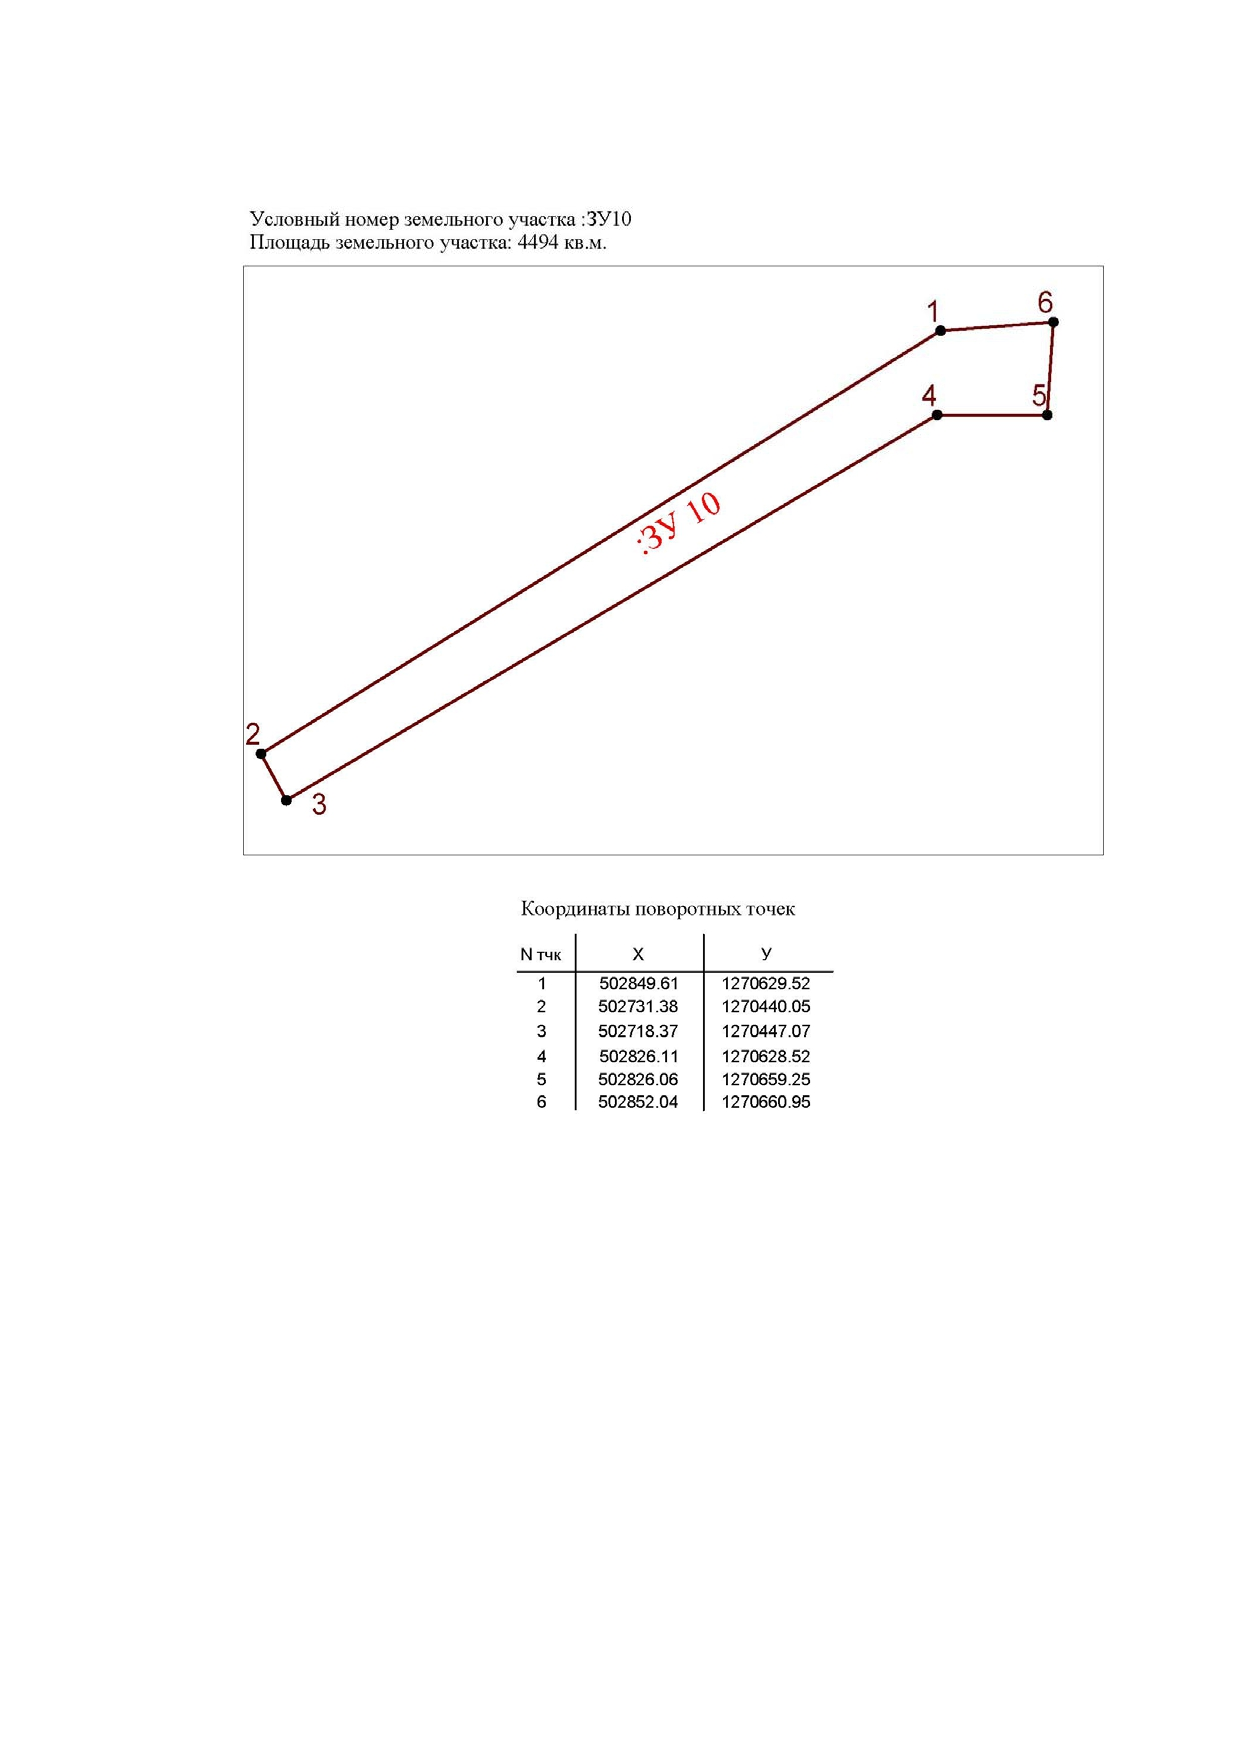 Условный номер земельного участка :ЗУ10
Площадь земельного участка: 4494 кв.м.
6
1
4
5
:ЗУ 10
2
3
Координаты поворотных точек
N тчк X У
1 502849.61 1270629.52
2 502731.38 1270440.05
3 502718.37 1270447.07
4 502826.11 1270628.52
5 502826.06 1270659.25
6 502852.04 1270660.95